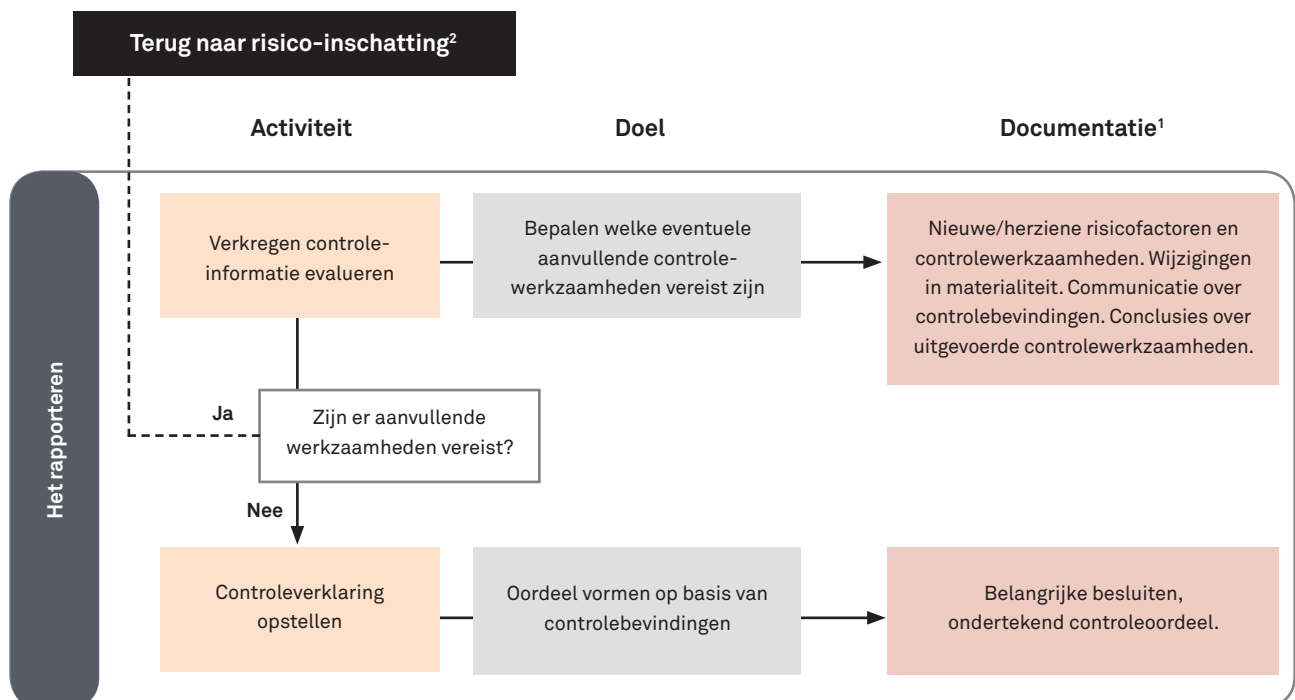 Terug naar risico-inschatting²
Activiteit
Doel
Documentatie¹
Het rapporteren
Verkregen controle-
informatie evalueren
Bepalen welke eventuele
aanvullende controle-
werkzaamheden vereist zijn
Nieuwe/herziene risicofactoren en
controlewerkzaamheden. Wijzigingen
in materialiteit. Communicatie over
controlebevindingen. Conclusies over
uitgevoerde controlewerkzaamheden.
Ja
Zijn er aanvullende
werkzaamheden vereist?
Nee
Controleverklaring
opstellen
Oordeel vormen op basis van
controlebevindingen
Belangrijke besluiten,
ondertekend controleoordeel.